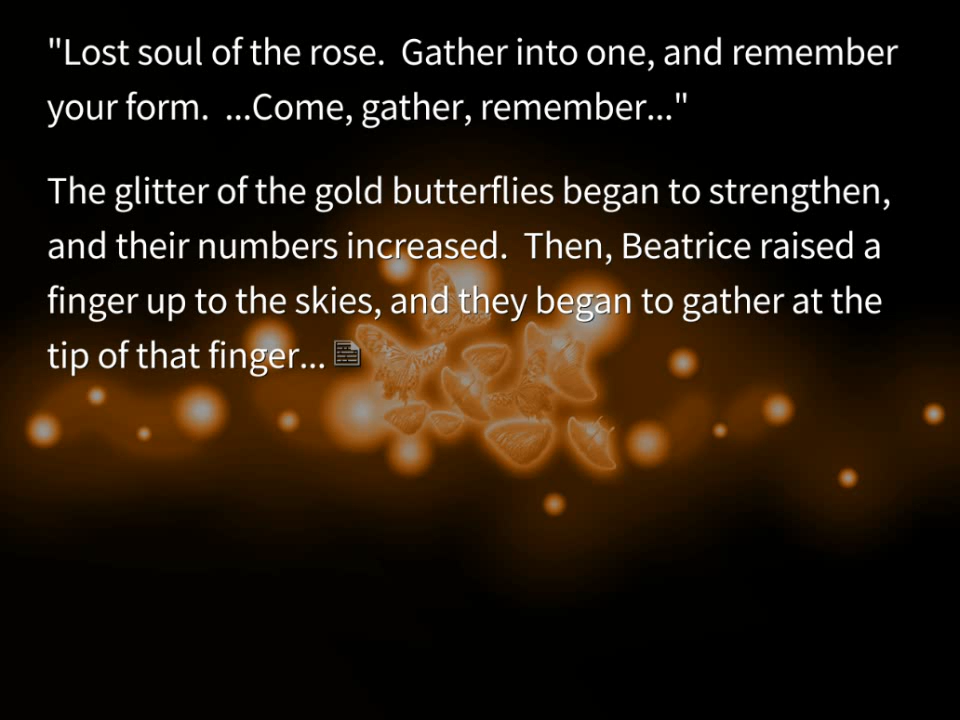 "Lost soul of the rose.  Gather into one, and remember
your form.  ...Come, gather, remember..."
The glitter of the gold butterflies began to strengthen,
and their numbers increased.  Then, Beatrice raised a
finger up to the skies, and they began to gather at the
tip of that finger...